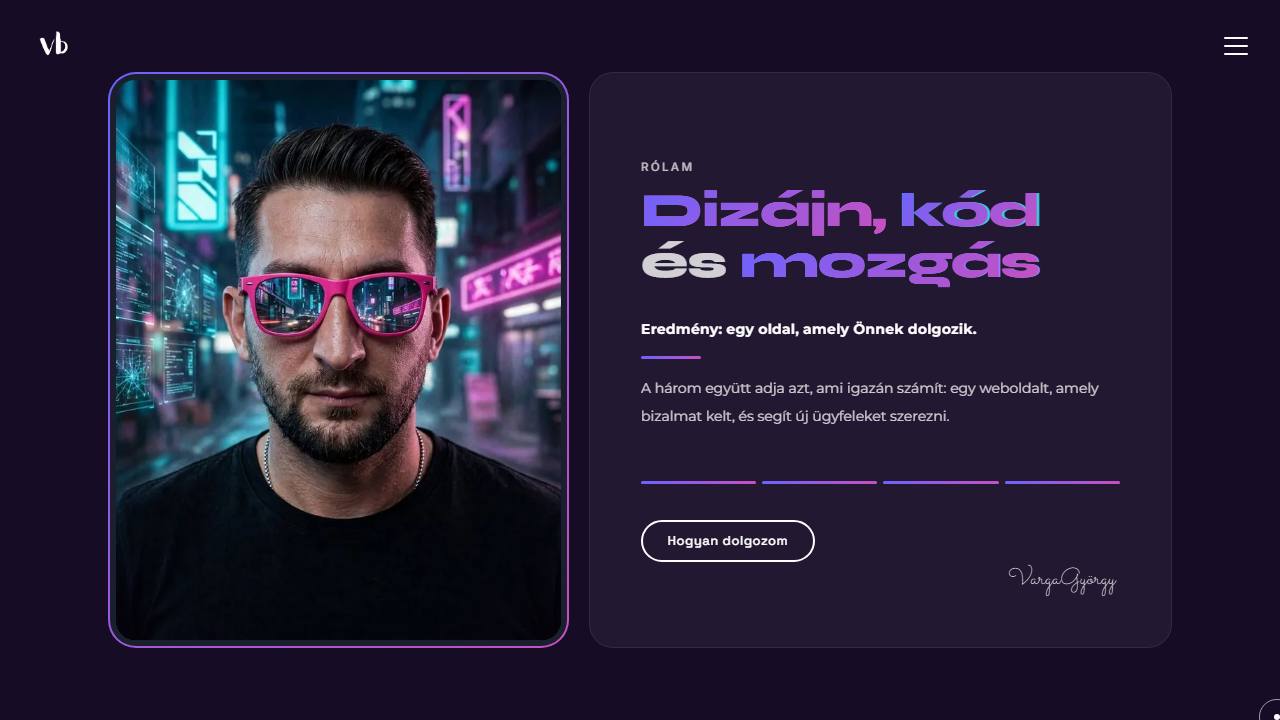 vb
RÓLAM
Dizájn, kód
és mozgás
Eredmény: egy oldal, amely Önnek dolgozik.
A három együtt adja azt, ami igazán számít: egy weboldalt, amely
bizalmat kelt, és segít új ügyfeleket szerezni.
Hogyan dolgozom
VargaGyörgy